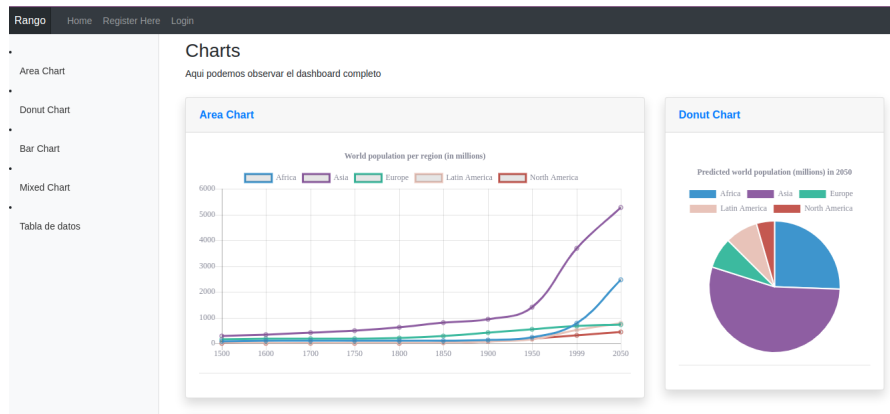 Rango Home Register Here Login
Area Chart
Donut Chart
Bar Chart
Mixed Chart
Tabla de datos
Charts
Aqui podemos observar el dashboard completo
Area Chart
World population per region (in millions)
Africa Asia Europe Latin America North America
6000
5000
4000
3000
2000
1000
0
1500 1600 1700 1750 1800 1850 1900 1950 1999 2050
Donut Chart
Predicted world population (millions) in 2050
Africa Asia Europe
Latin America North America